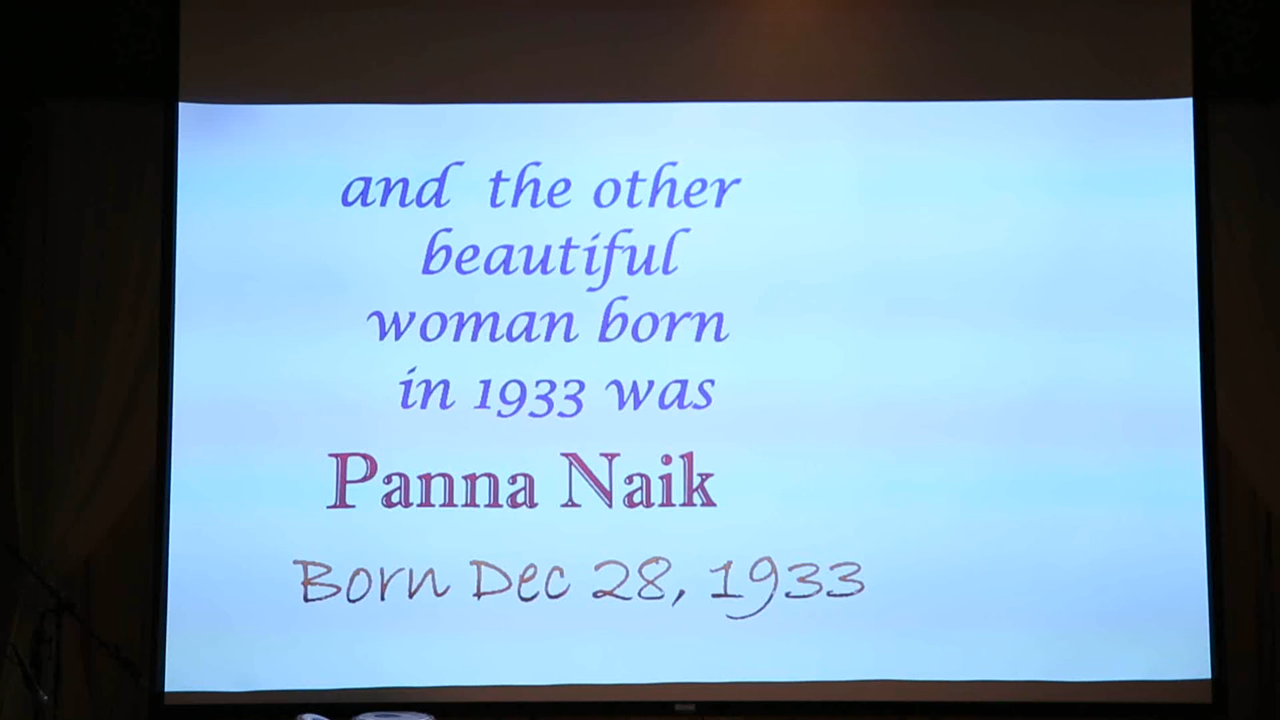 and the other
beautiful
woman born
in 1933 was
Panna Naik
Born Dec 28, 1933